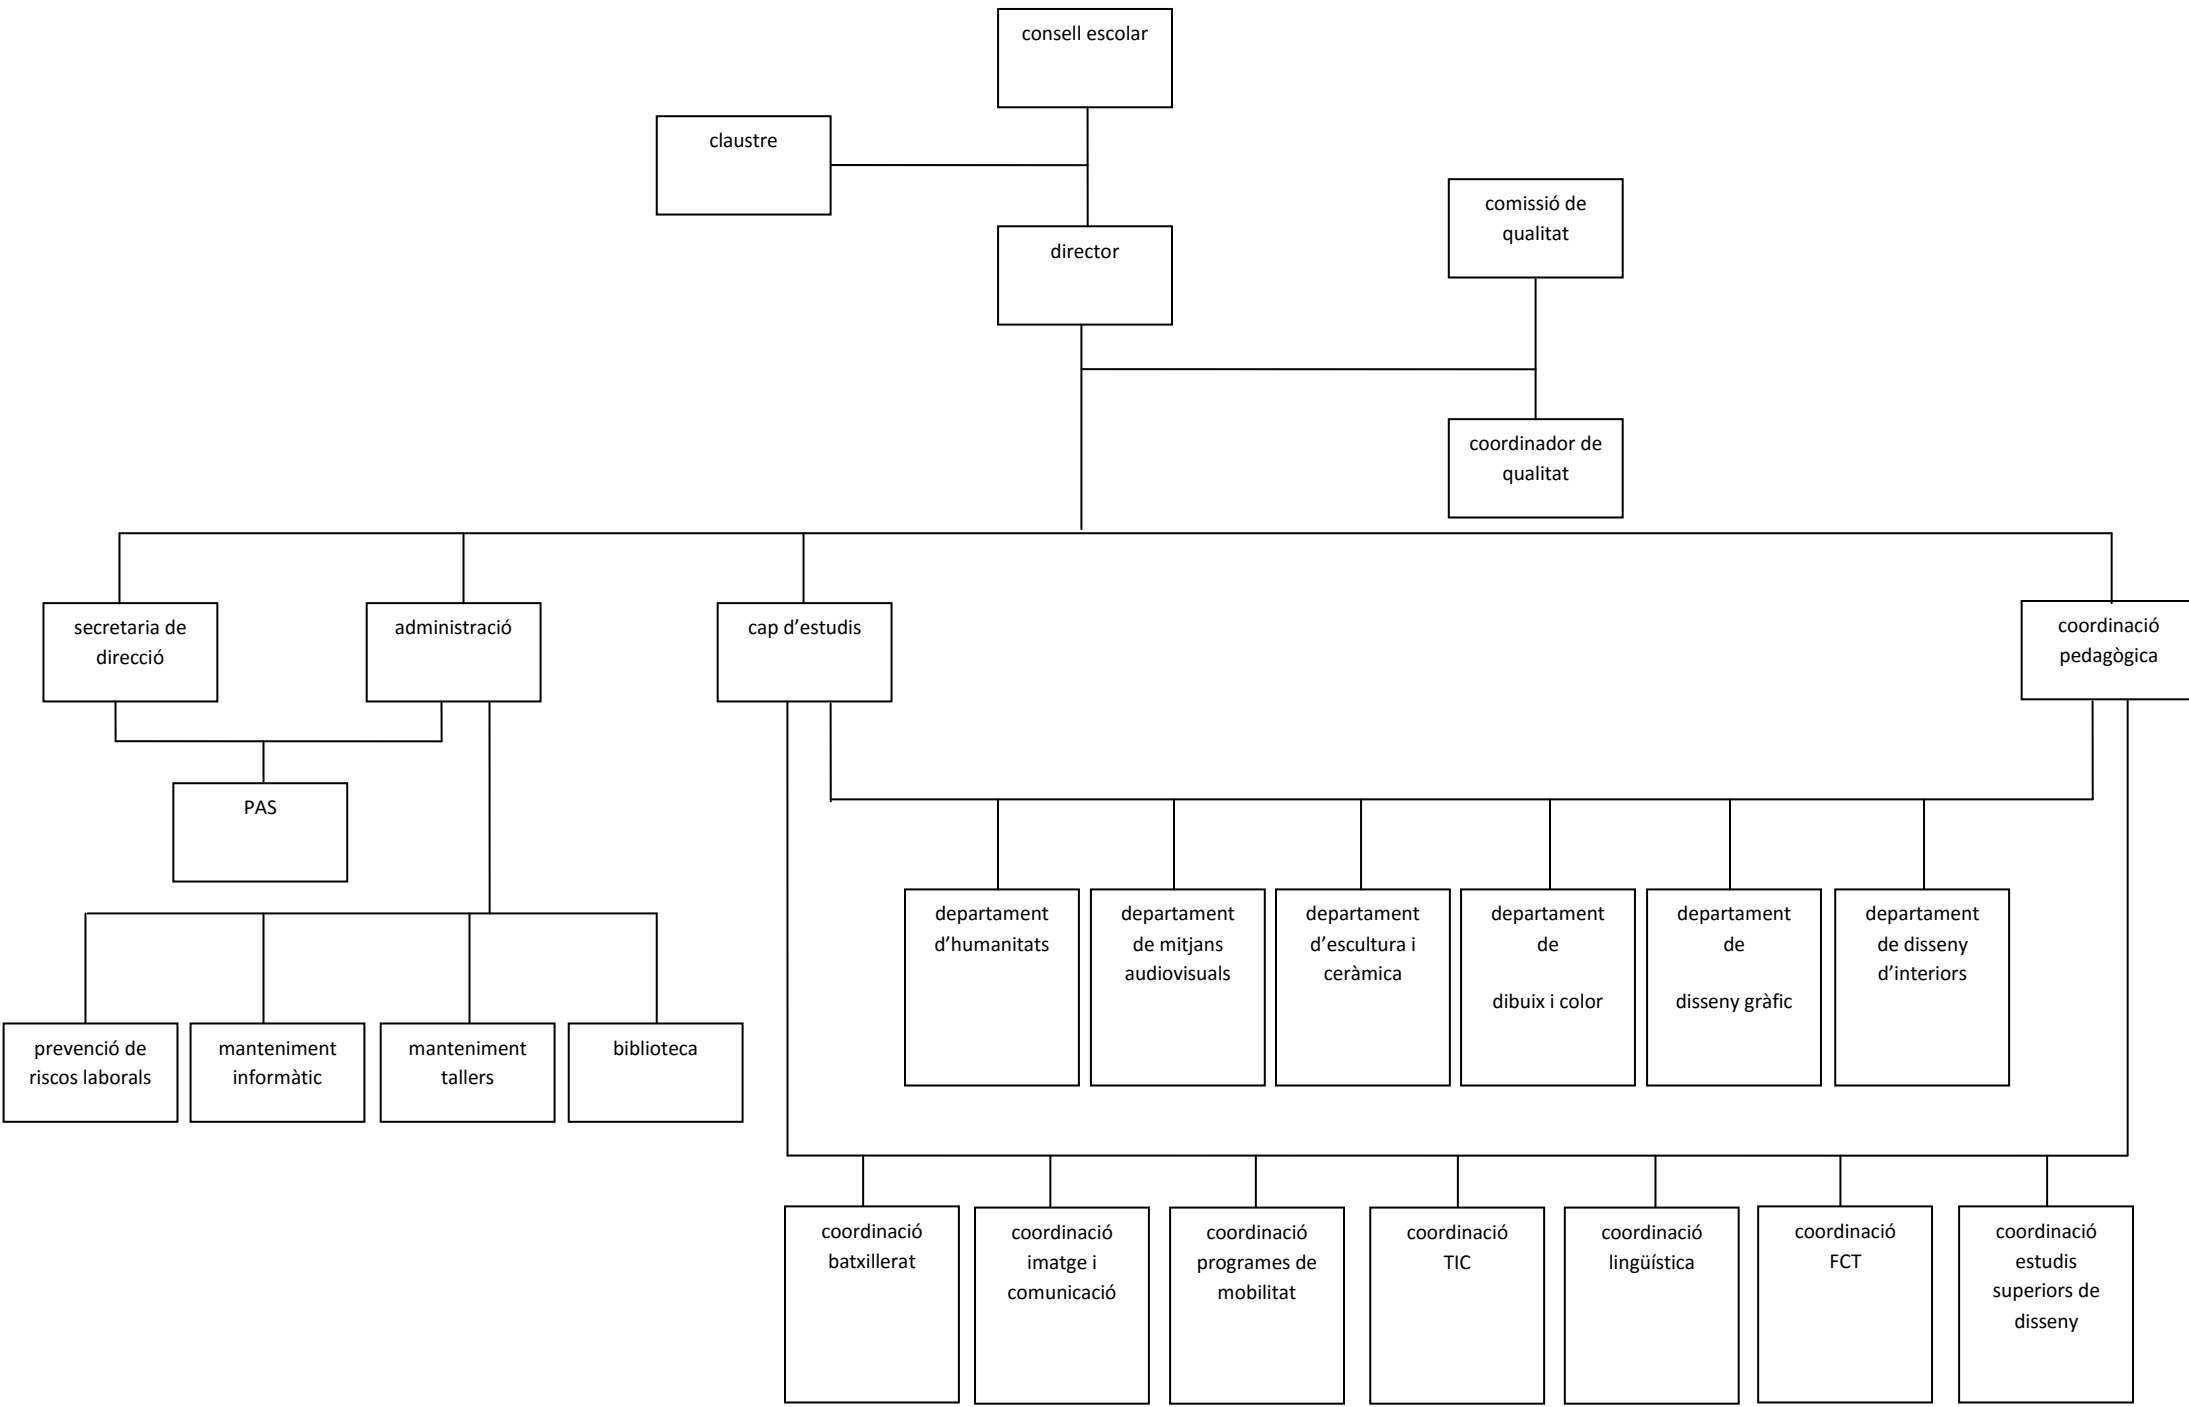 consell escolar
claustre
comissió de
qualitat
director
coordinador de
qualitat
secretaria de
direcció
administració
cap d’estudis
coordinació
pedagògica
PAS
departament
d’humanitats
departament
de mitjans
audiovisuals
departament
d’escultura i
ceràmica
departament
de
dibuix i color
departament
de
disseny gràfic
departament
de disseny
d’interiors
prevenció de
riscos laborals
manteniment
informàtic
manteniment
tallers
biblioteca
coordinació
batxillerat
coordinació
imatge i
comunicació
coordinació
programes de
mobilitat
coordinació
TIC
coordinació
lingüística
coordinació
FCT
coordinació
estudis
superiors de
disseny